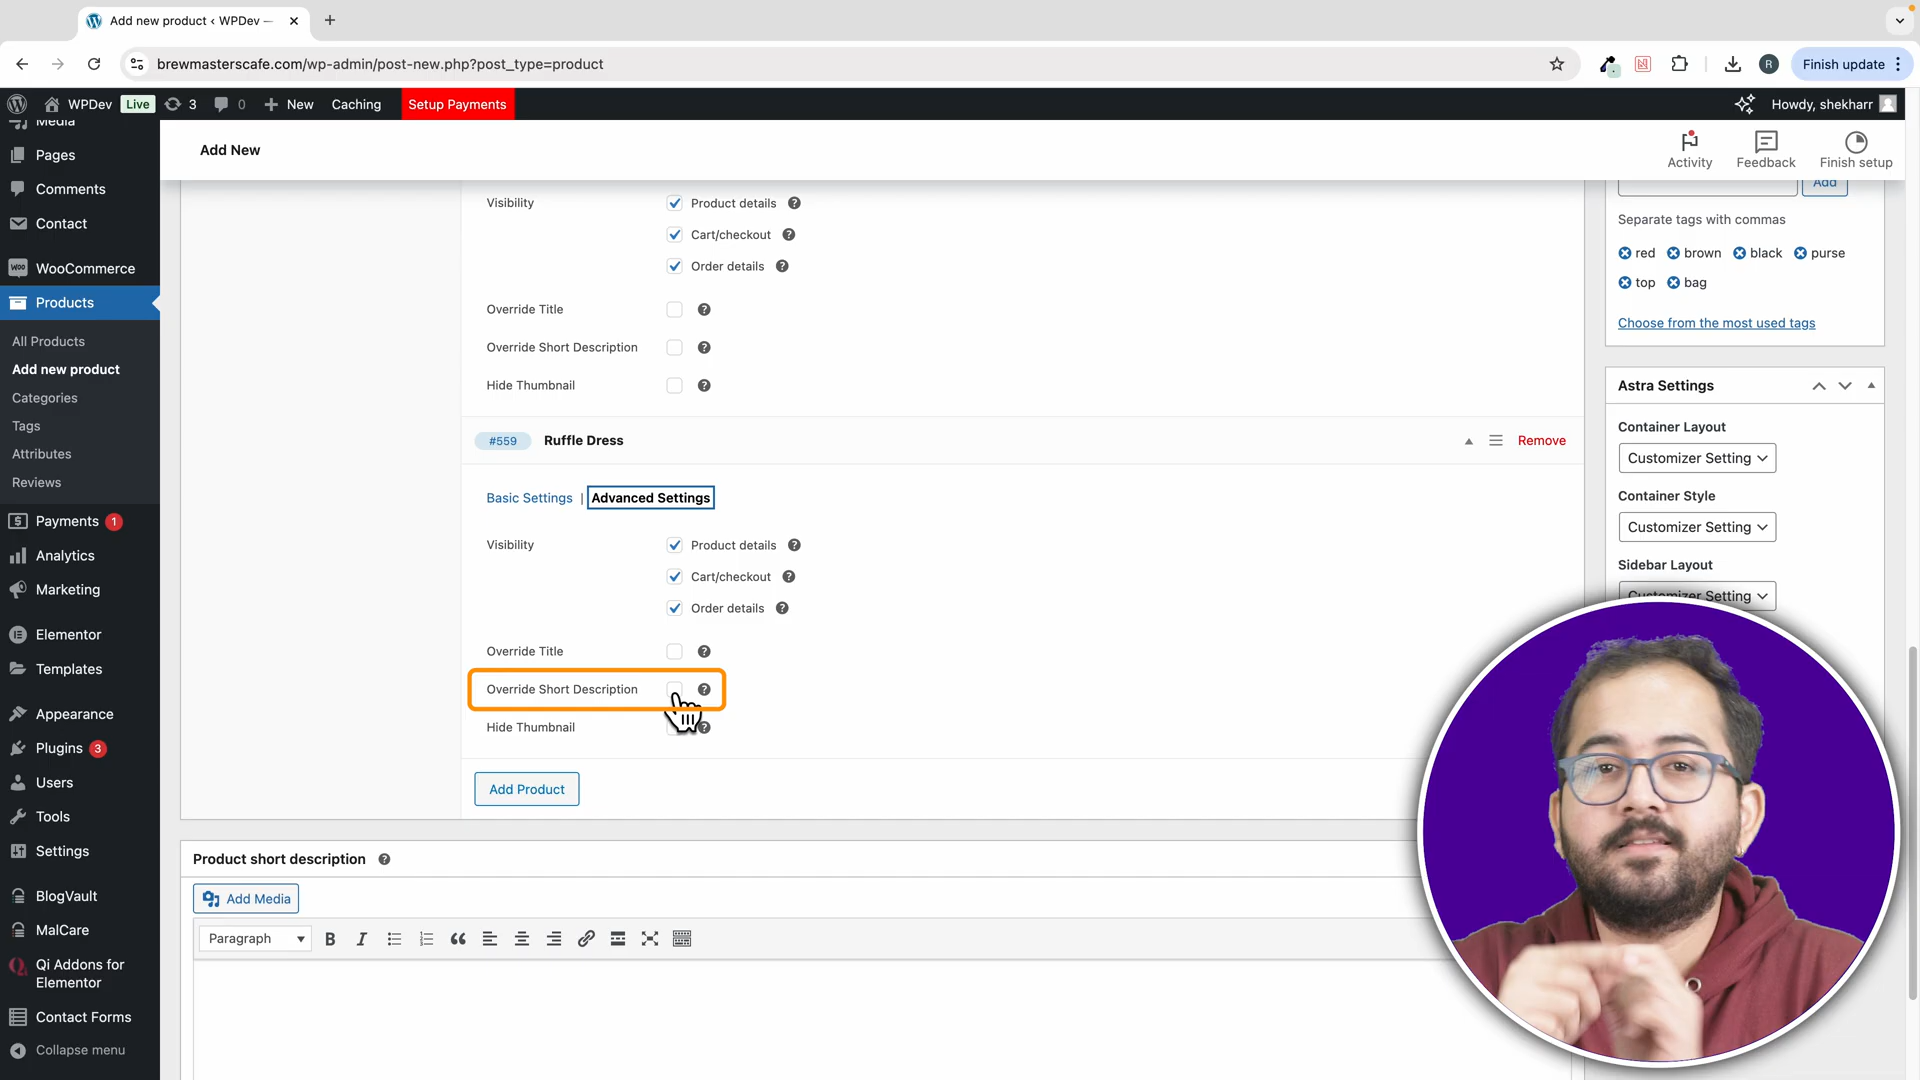 Add new product ‹ WPDev —
brewmasterscafe.com/wp-admin/post-new.php?post_type=product
R
Finish update
WPDev Live 3 0 New Caching Setup Payments
Howdy, shekharr
Media
Pages
Comments
Contact
WooCommerce
Products
All Products
Add new product
Categories
Tags
Attributes
Reviews
Payments 1
Analytics
Marketing
Elementor
Templates
Appearance
Plugins 3
Users
Tools
Settings
BlogVault
MalCare
Qi Addons for
Elementor
Contact Forms
Collapse menu
Add New
Activity
Feedback
Finish setup
Visibility
Product details
Cart/checkout
Order details
Override Title
Override Short Description
Hide Thumbnail
#559 Ruffle Dress
Remove
Basic Settings | Advanced Settings
Visibility
Product details
Cart/checkout
Order details
Override Title
Override Short Description
Hide Thumbnail
Add Product
Product short description
Add Media
Paragraph
Add
Separate tags with commas
red brown black purse
top bag
Choose from the most used tags
Astra Settings
Container Layout
Customizer Setting
Container Style
Customizer Setting
Sidebar Layout
Customizer Setting